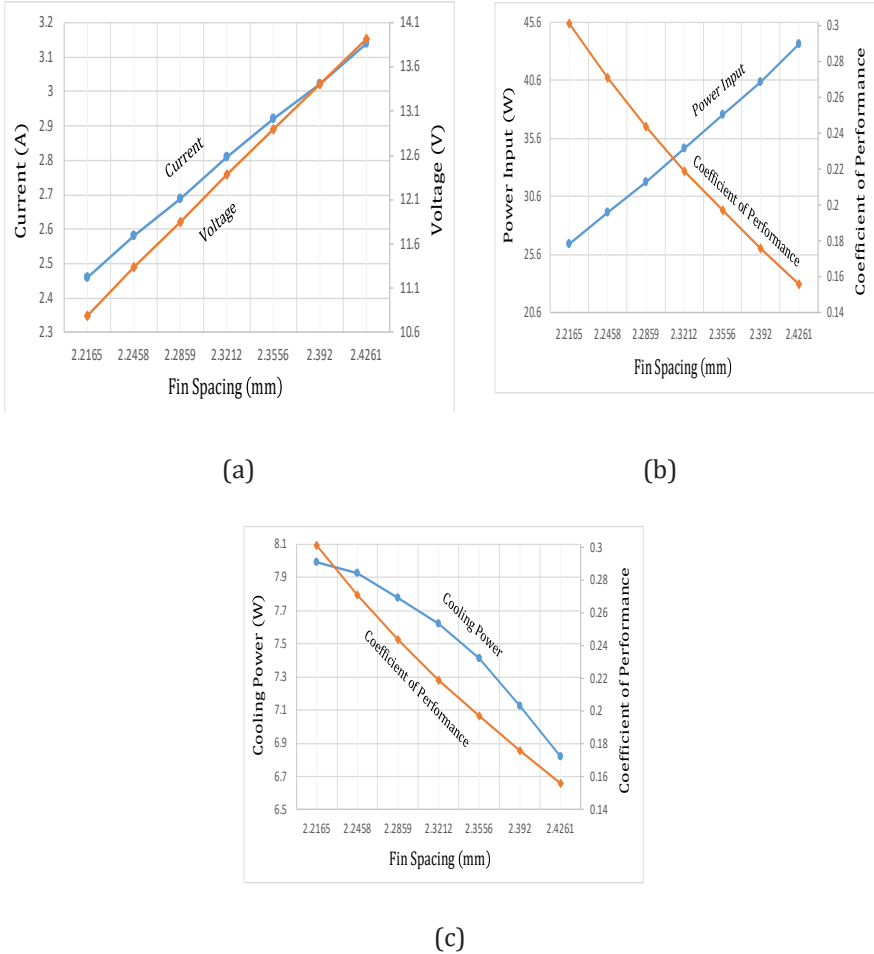 3.2
3.1
3
2.9
2.8
2.7
2.6
2.5
2.4
2.3
Current (A)
14.1
13.6
13.1
12.6
12.1
11.6
11.1
10.6
Voltage (V)
Current
Voltage
2.2165 2.2458 2.2859 2.3212 2.3556 2.392 2.4261
Fin Spacing (mm)
(a)
45.6
40.6
35.6
30.6
25.6
20.6
Power Input (W)
0.3
0.28
0.26
0.24
0.22
0.2
0.18
0.16
0.14
Coefficient of Performance
Power Input
Coefficient of Performance
2.2165 2.2458 2.2859 2.3212 2.3556 2.392 2.4261
Fin Spacing (mm)
(b)
8.1
7.9
7.7
7.5
7.3
7.1
6.9
6.7
6.5
Cooling Power (W)
0.3
0.28
0.26
0.24
0.22
0.2
0.18
0.16
0.14
Coefficient of Performance
Cooling Power
Coefficient of Performance
2.2165 2.2458 2.2859 2.3212 2.3556 2.392 2.4261
Fin Spacing (mm)
(c)